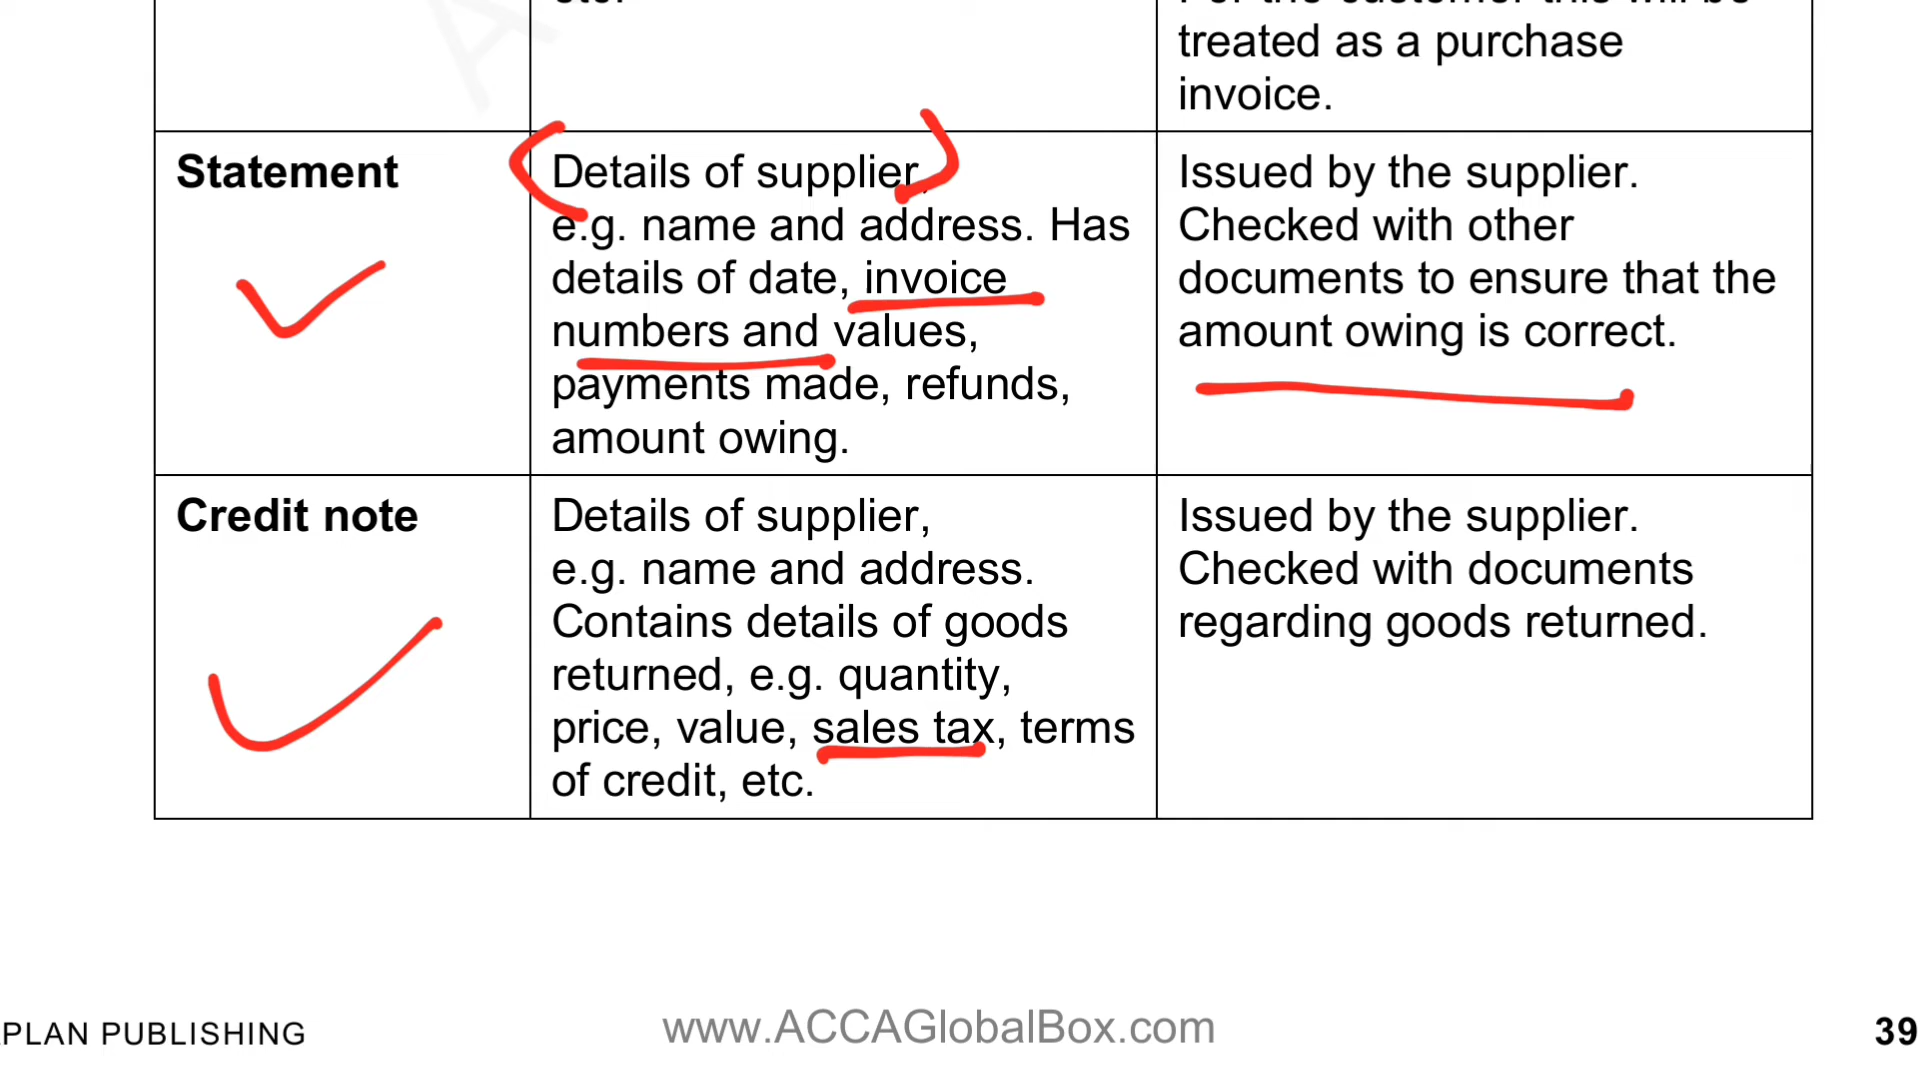 treated as a purchase
invoice.
Statement
Details of supplier,
e.g. name and address. Has
details of date, invoice
numbers and values,
payments made, refunds,
amount owing.
Issued by the supplier.
Checked with other
documents to ensure that the
amount owing is correct.
Credit note
Details of supplier,
e.g. name and address.
Contains details of goods
returned, e.g. quantity,
price, value, sales tax, terms
of credit, etc.
Issued by the supplier.
Checked with documents
regarding goods returned.
PLAN PUBLISHING
www.ACCAGlobalBox.com
39